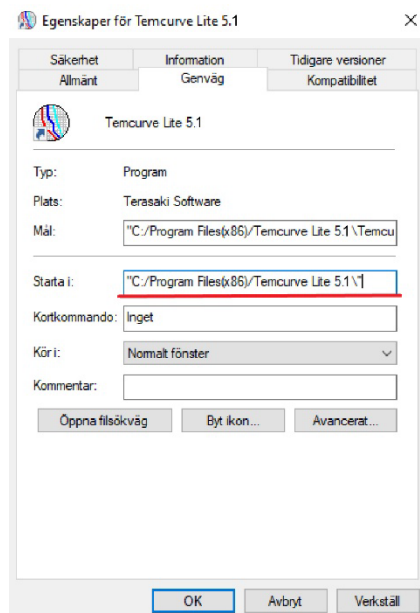 Egenskaper för Temcurve Lite 5.1
Säkerhet Information Tidigare versioner
Allmänt Genväg Kompatibilitet
Temcurve Lite 5.1
Typ: Program
Plats: Terasaki Software
Mål: "C:/Program Files(x86)/Temcurve Lite 5.1\Temcu
Starta i: "C:/Program Files(x86)/Temcurve Lite 5.1\"
Kortkommando: Inget
Kör i: Normalt fönster
Kommentar:
Öppna filsökväg Byt ikon... Avancerat...
OK Avbryt Verkställ